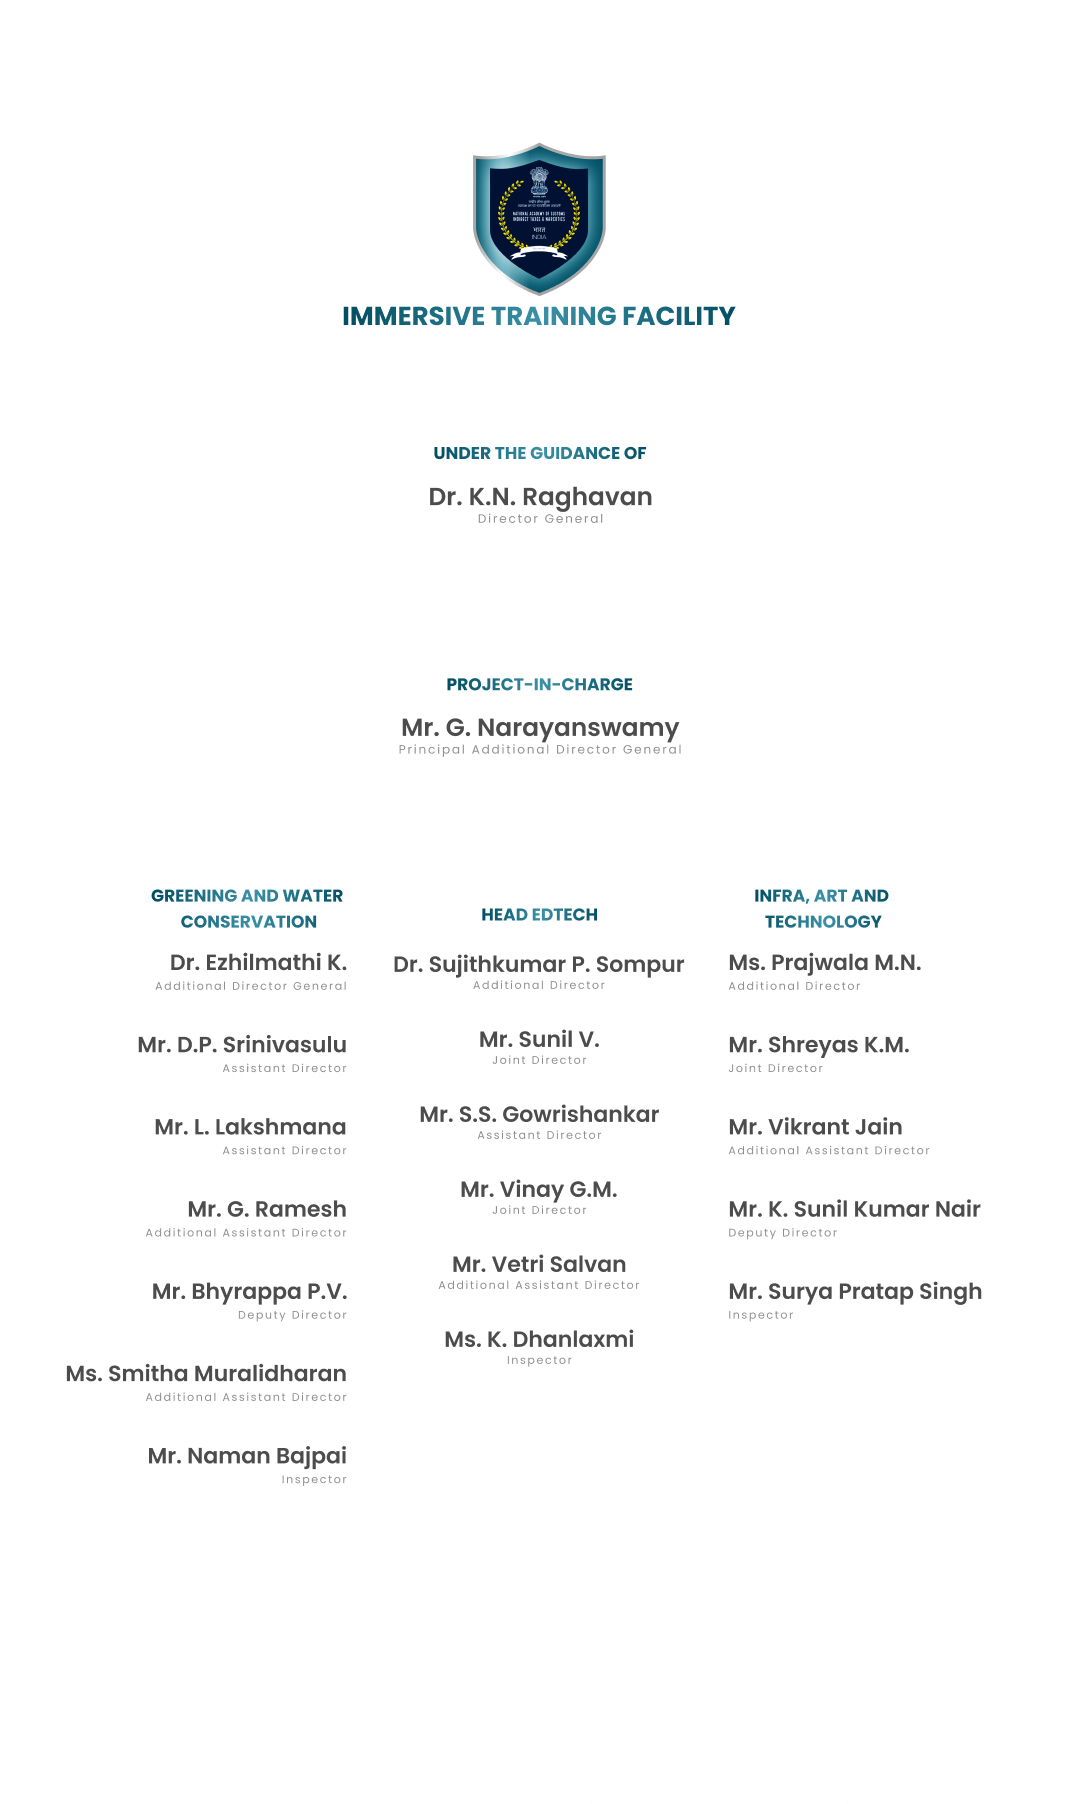 NATIONAL ACADEMY OF CUSTOMS
INDIRECT TAXES & NARCOTICS
भारत
INDIA
IMMERSIVE TRAINING FACILITY
UNDER THE GUIDANCE OF
Dr. K.N. Raghavan
Director General
PROJECT-IN-CHARGE
Mr. G. Narayanswamy
Principal Additional Director General
GREENING AND WATER
CONSERVATION
Dr. Ezhilmathi K.
Additional Director General
Mr. D.P. Srinivasulu
Assistant Director
Mr. L. Lakshmana
Assistant Director
Mr. G. Ramesh
Additional Assistant Director
Mr. Bhyrappa P.V.
Deputy Director
Ms. Smitha Muralidharan
Additional Assistant Director
Mr. Naman Bajpai
Inspector
HEAD EDTECH
Dr. Sujithkumar P. Sompur
Additional Director
Mr. Sunil V.
Joint Director
Mr. S.S. Gowrishankar
Assistant Director
Mr. Vinay G.M.
Joint Director
Mr. Vetri Salvan
Additional Assistant Director
Ms. K. Dhanlaxmi
Inspector
INFRA, ART AND
TECHNOLOGY
Ms. Prajwala M.N.
Additional Director
Mr. Shreyas K.M.
Joint Director
Mr. Vikrant Jain
Additional Assistant Director
Mr. K. Sunil Kumar Nair
Deputy Director
Mr. Surya Pratap Singh
Inspector